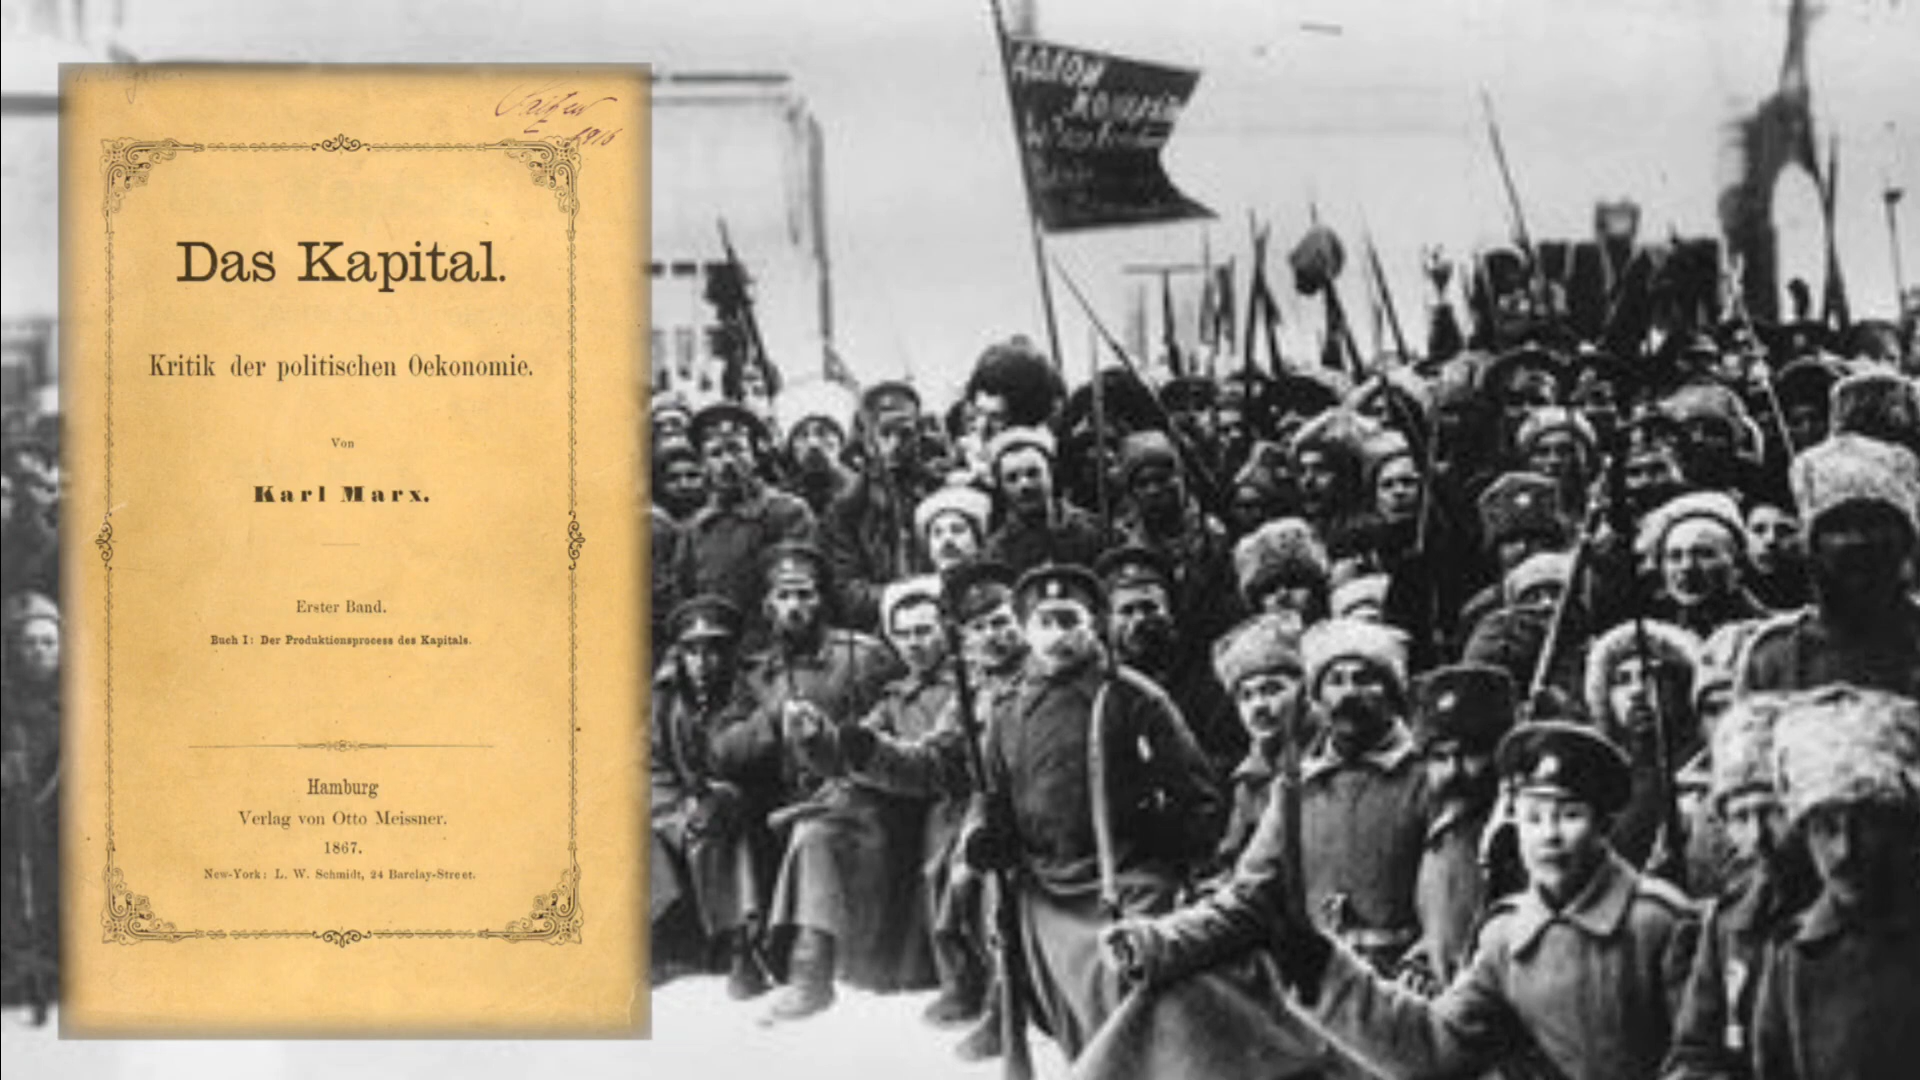 Das Kapital.
Kritik der politischen Oekonomie.
Von
Karl Marx.
Erster Band.
Buch I: Der Produktionsprocess des Kapitals.
Hamburg
Verlag von Otto Meissner.
1867.
New-York: L. W. Schmidt, 24 Barclay-Street.
ДОЛОЙ